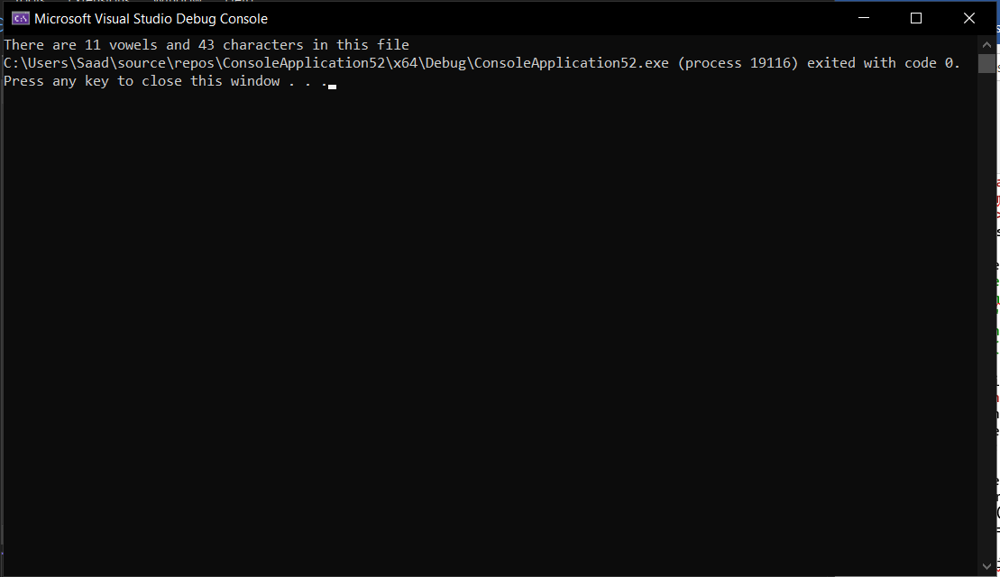 Microsoft Visual Studio Debug Console
There are 11 vowels and 43 characters in this file
C:\Users\Saad\source\repos\ConsoleApplication52\x64\Debug\ConsoleApplication52.exe (process 19116) exited with code 0.
Press any key to close this window . . .